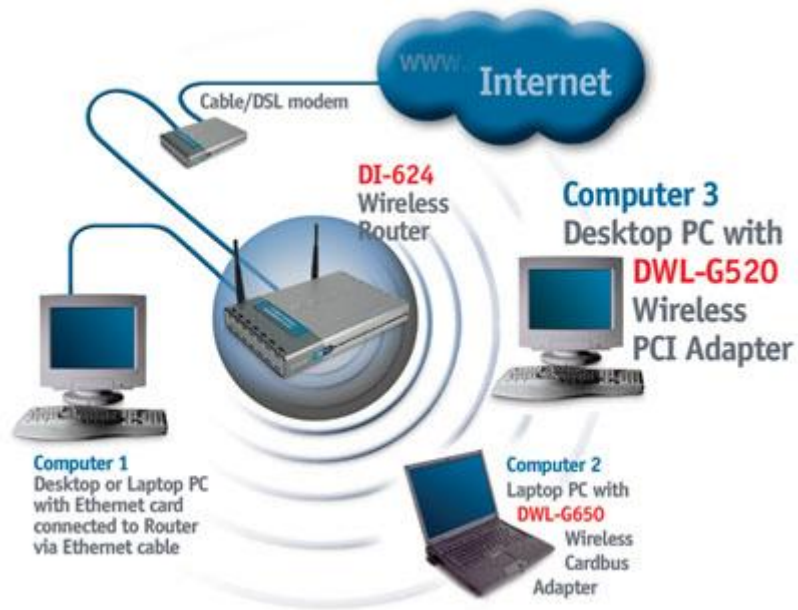 www.
Internet
Cable/DSL modem
DI-624
Wireless
Router
Computer 3
Desktop PC with
DWL-G520
Wireless
PCI Adapter
Computer 1
Desktop or Laptop PC
with Ethernet card
connected to Router
via Ethernet cable
Computer 2
Laptop PC with
DWL-G650
Wireless
Cardbus
Adapter